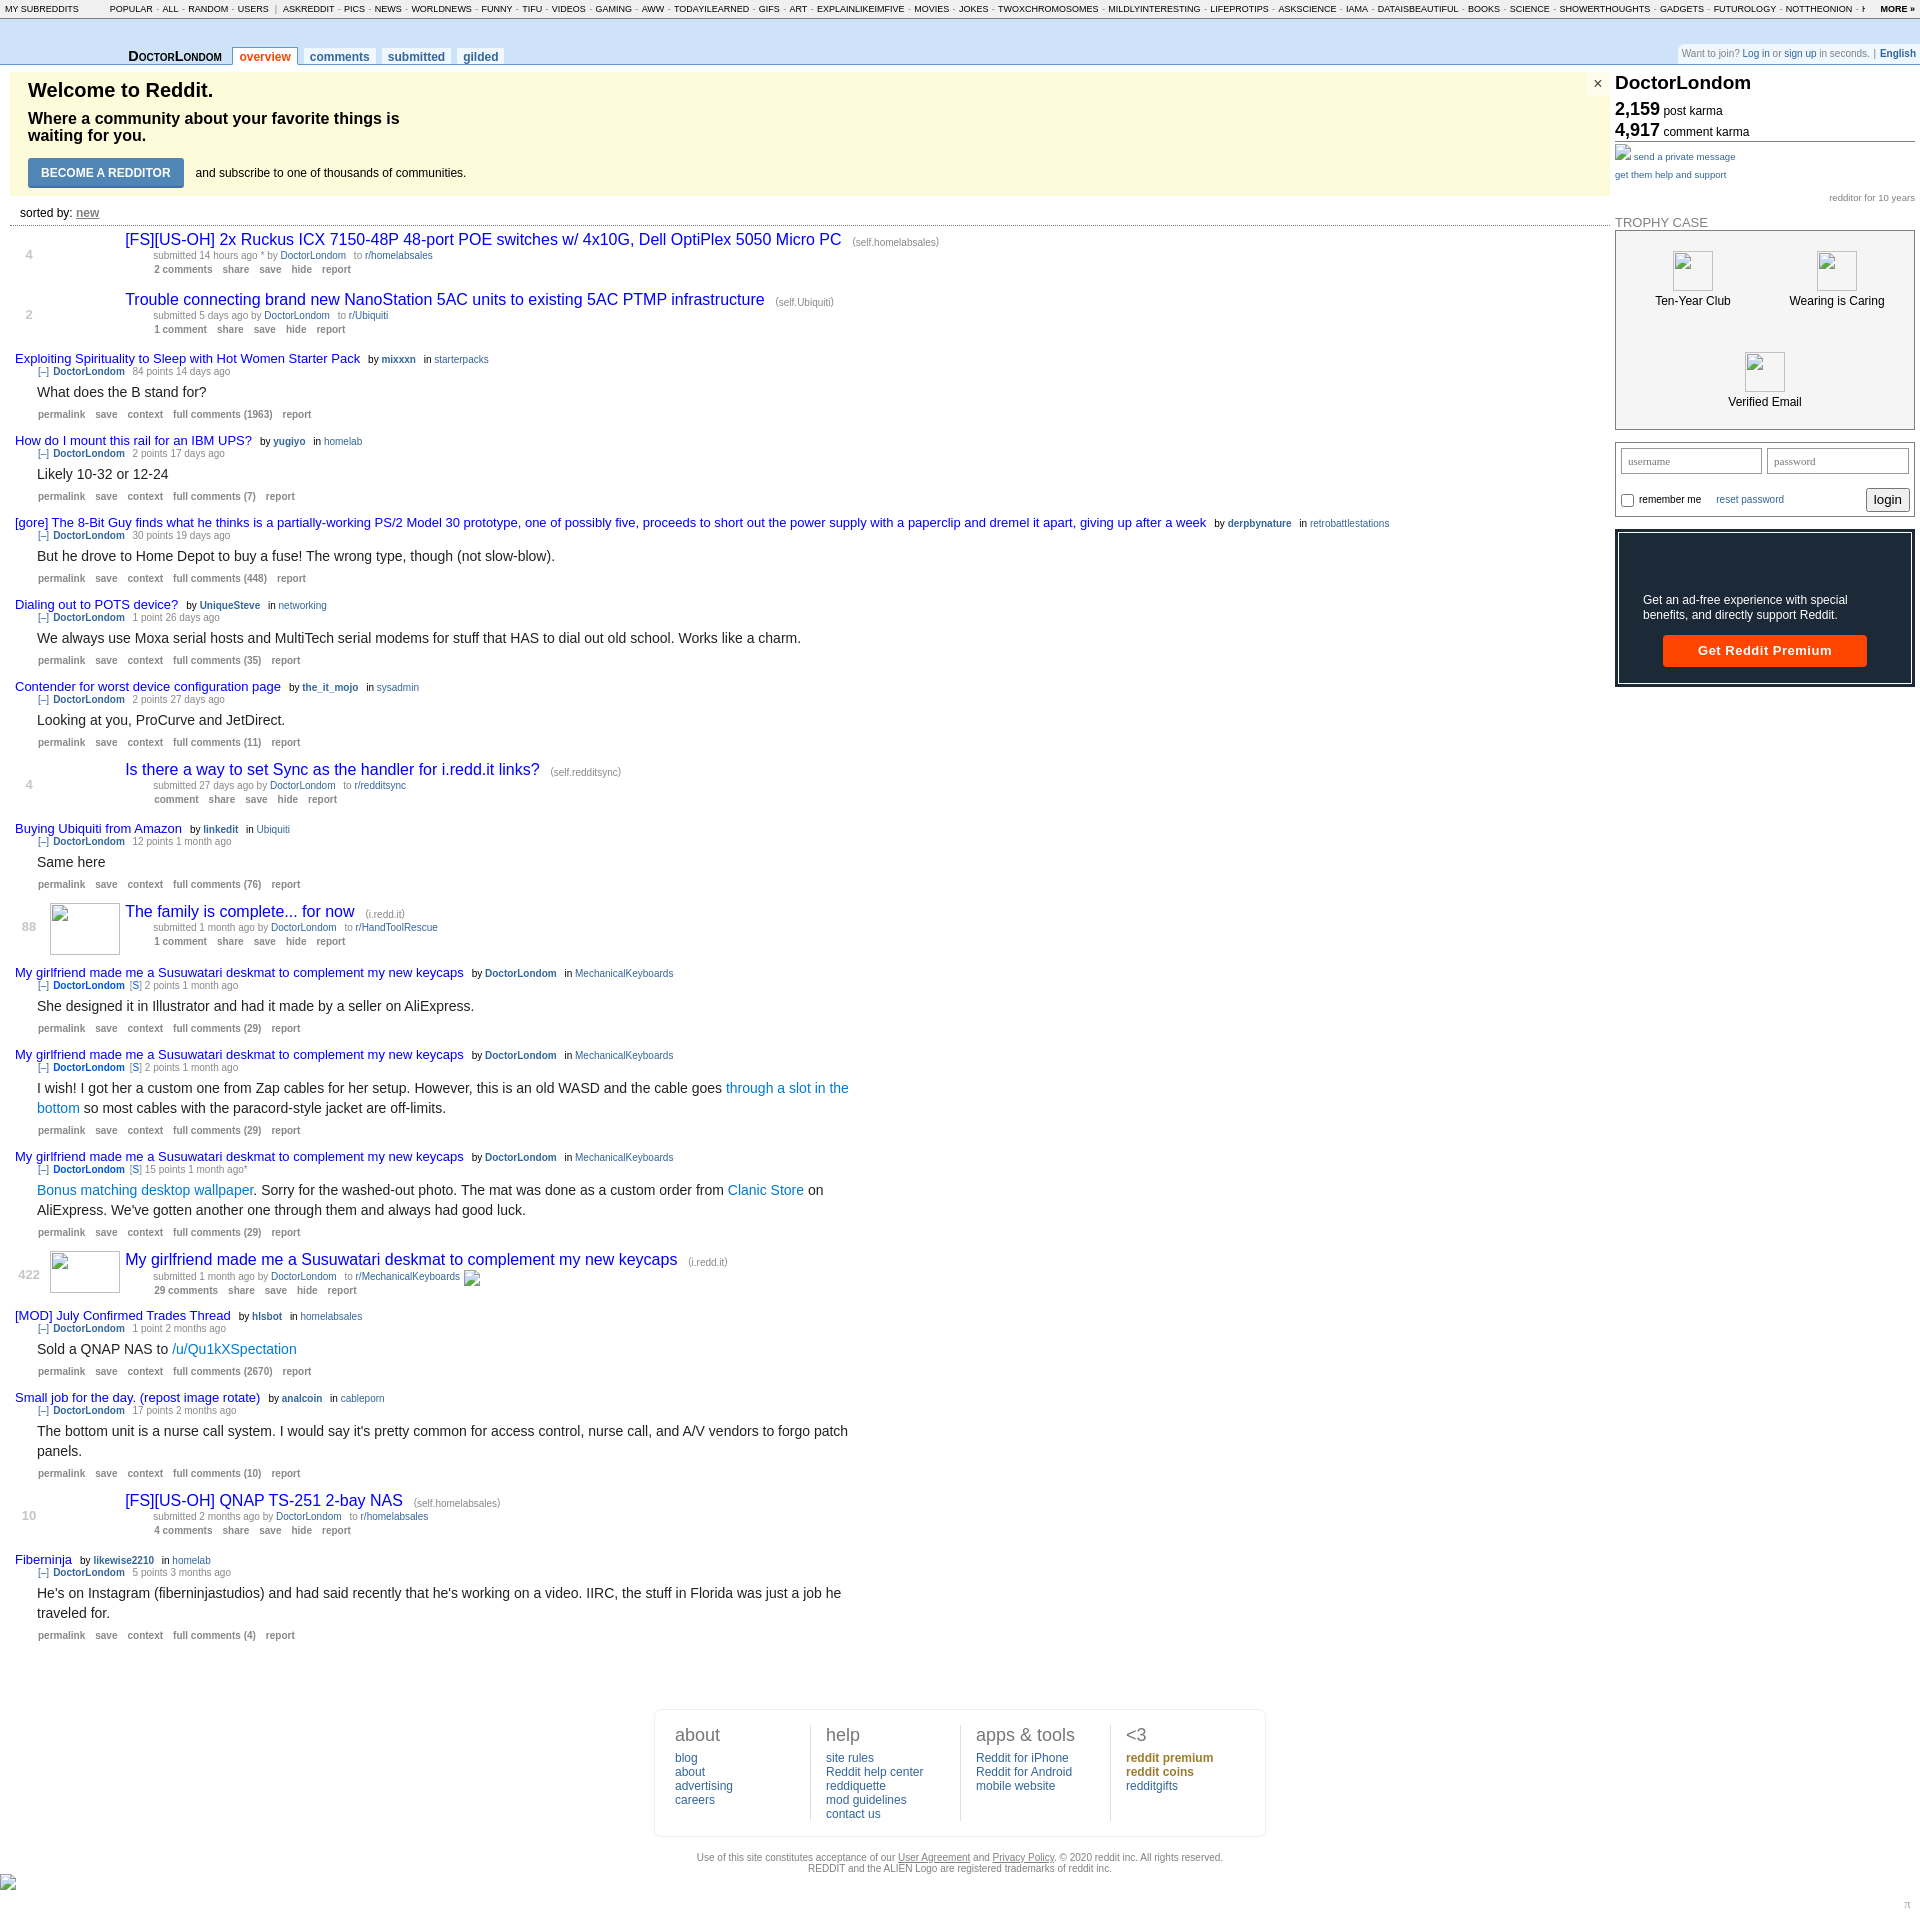 MY SUBREDDITS POPULAR - ALL - RANDOM - USERS | ASKREDDIT - PICS - NEWS - WORLDNEWS - FUNNY - TIFU - VIDEOS - GAMING - AWW - TODAYILEARNED - GIFS - ART - EXPLAINLIKEIMFIVE - MOVIES - JOKES - TWOXCHROMOSOMES - MILDLYINTERESTING - LIFEPROTIPS - ASKSCIENCE - IAMA - DATAISBEAUTIFUL - BOOKS - SCIENCE - SHOWERTHOUGHTS - GADGETS - FUTUROLOGY - NOTTHEONION - MORE »
DoctorLondom overview comments submitted gilded
Want to join? Log in or sign up in seconds. | English
Welcome to Reddit.
Where a community about your favorite things is
waiting for you.
BECOME A REDDITOR and subscribe to one of thousands of communities.
×
sorted by: new
4
[FS][US-OH] 2x Ruckus ICX 7150-48P 48-port POE switches w/ 4x10G, Dell OptiPlex 5050 Micro PC (self.homelabsales)
submitted 14 hours ago * by DoctorLondom to r/homelabsales
2 comments share save hide report
2
Trouble connecting brand new NanoStation 5AC units to existing 5AC PTMP infrastructure (self.Ubiquiti)
submitted 5 days ago by DoctorLondom to r/Ubiquiti
1 comment share save hide report
Exploiting Spirituality to Sleep with Hot Women Starter Pack by mixxxn in starterpacks
[–] DoctorLondom 84 points 14 days ago
What does the B stand for?
permalink save context full comments (1963) report
How do I mount this rail for an IBM UPS? by yugiyo in homelab
[–] DoctorLondom 2 points 17 days ago
Likely 10-32 or 12-24
permalink save context full comments (7) report
[gore] The 8-Bit Guy finds what he thinks is a partially-working PS/2 Model 30 prototype, one of possibly five, proceeds to short out the power supply with a paperclip and dremel it apart, giving up after a week by derpbynature in retrobattlestations
[–] DoctorLondom 30 points 19 days ago
But he drove to Home Depot to buy a fuse! The wrong type, though (not slow-blow).
permalink save context full comments (448) report
Dialing out to POTS device? by UniqueSteve in networking
[–] DoctorLondom 1 point 26 days ago
We always use Moxa serial hosts and MultiTech serial modems for stuff that HAS to dial out old school. Works like a charm.
permalink save context full comments (35) report
Contender for worst device configuration page by the_it_mojo in sysadmin
[–] DoctorLondom 2 points 27 days ago
Looking at you, ProCurve and JetDirect.
permalink save context full comments (11) report
4
Is there a way to set Sync as the handler for i.redd.it links? (self.redditsync)
submitted 27 days ago by DoctorLondom to r/redditsync
comment share save hide report
Buying Ubiquiti from Amazon by linkedit in Ubiquiti
[–] DoctorLondom 12 points 1 month ago
Same here
permalink save context full comments (76) report
88
The family is complete... for now (i.redd.it)
submitted 1 month ago by DoctorLondom to r/HandToolRescue
1 comment share save hide report
My girlfriend made me a Susuwatari deskmat to complement my new keycaps by DoctorLondom in MechanicalKeyboards
[–] DoctorLondom [S] 2 points 1 month ago
She designed it in Illustrator and had it made by a seller on AliExpress.
permalink save context full comments (29) report
My girlfriend made me a Susuwatari deskmat to complement my new keycaps by DoctorLondom in MechanicalKeyboards
[–] DoctorLondom [S] 2 points 1 month ago
I wish! I got her a custom one from Zap cables for her setup. However, this is an old WASD and the cable goes through a slot in the
bottom so most cables with the paracord-style jacket are off-limits.
permalink save context full comments (29) report
My girlfriend made me a Susuwatari deskmat to complement my new keycaps by DoctorLondom in MechanicalKeyboards
[–] DoctorLondom [S] 15 points 1 month ago*
Bonus matching desktop wallpaper. Sorry for the washed-out photo. The mat was done as a custom order from Clanic Store on
AliExpress. We've gotten another one through them and always had good luck.
permalink save context full comments (29) report
422
My girlfriend made me a Susuwatari deskmat to complement my new keycaps (i.redd.it)
submitted 1 month ago by DoctorLondom to r/MechanicalKeyboards
29 comments share save hide report
[MOD] July Confirmed Trades Thread by hlsbot in homelabsales
[–] DoctorLondom 1 point 2 months ago
Sold a QNAP NAS to /u/Qu1kXSpectation
permalink save context full comments (2670) report
Small job for the day. (repost image rotate) by analcoin in cableporn
[–] DoctorLondom 17 points 2 months ago
The bottom unit is a nurse call system. I would say it's pretty common for access control, nurse call, and A/V vendors to forgo patch
panels.
permalink save context full comments (10) report
10
[FS][US-OH] QNAP TS-251 2-bay NAS (self.homelabsales)
submitted 2 months ago by DoctorLondom to r/homelabsales
4 comments share save hide report
Fiberninja by likewise2210 in homelab
[–] DoctorLondom 5 points 3 months ago
He's on Instagram (fiberninjastudios) and had said recently that he's working on a video. IIRC, the stuff in Florida was just a job he
traveled for.
permalink save context full comments (4) report
DoctorLondom
2,159 post karma
4,917 comment karma
send a private message
get them help and support
redditor for 10 years
TROPHY CASE
Ten-Year Club Wearing is Caring
Verified Email
username password
remember me reset password login
Get an ad-free experience with special
benefits, and directly support Reddit.
Get Reddit Premium
about
blog
about
advertising
careers
help
site rules
Reddit help center
reddiquette
mod guidelines
contact us
apps & tools
Reddit for iPhone
Reddit for Android
mobile website
<3
reddit premium
reddit coins
redditgifts
Use of this site constitutes acceptance of our User Agreement and Privacy Policy. © 2020 reddit inc. All rights reserved.
REDDIT and the ALIEN Logo are registered trademarks of reddit inc.
π